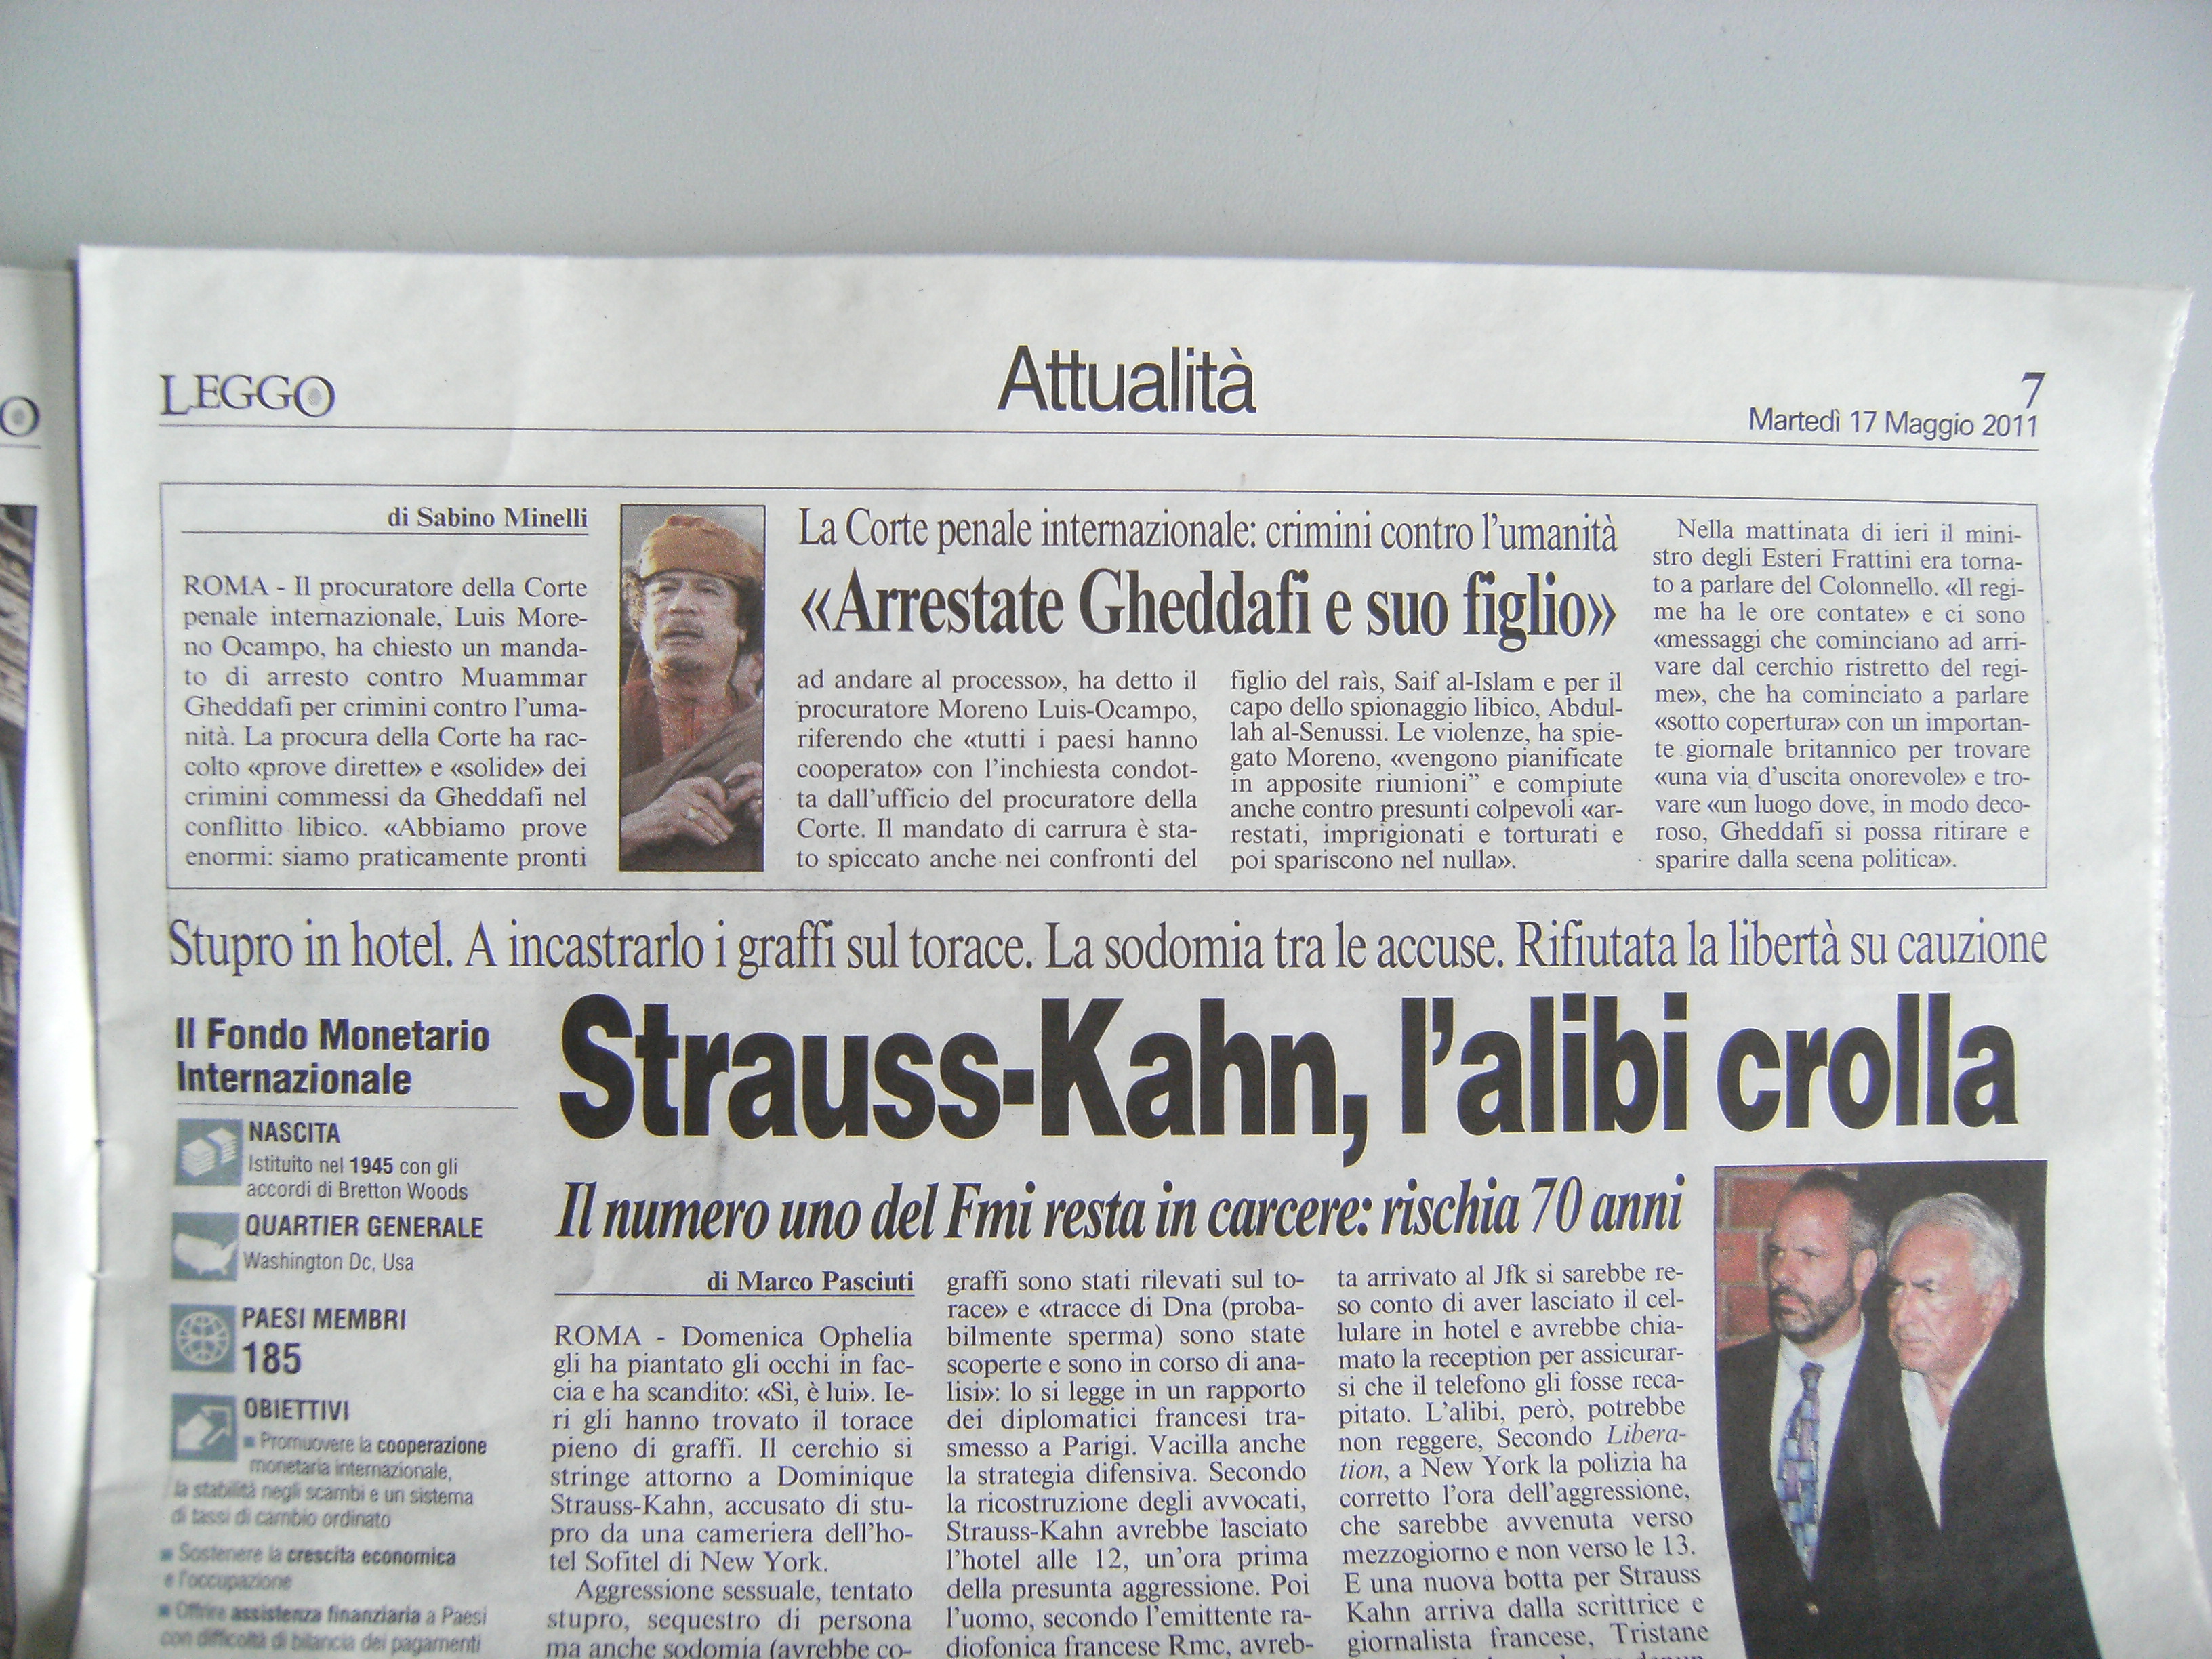 O
LEGGO
Attualità
7
Martedì 17 Maggio 2011
di Sabino Minelli
ROMA - Il procuratore della Corte
penale internazionale, Luis More-
no Ocampo, ha chiesto un manda-
to di arresto contro Muammar
Gheddafi per crimini contro l'uma-
nità. La procura della Corte ha rac-
colto «prove dirette» e «solide» dei
crimini commessi da Gheddafi nel
conflitto libico. «Abbiamo prove
enormi: siamo praticamente pronti
La Corte penale internazionale: crimini contro l'umanità
«Arrestate Gheddafi e suo figlio»
ad andare al processo», ha detto il
procuratore Moreno Luis-Ocampo,
riferendo che «tutti i paesi hanno
cooperato» con l'inchiesta condot-
ta dall'ufficio del procuratore della
Corte. Il mandato di carrura è sta-
to spiccato anche nei confronti del
figlio del raìs, Saif al-Islam e per il
capo dello spionaggio libico, Abdul-
lah al-Senussi. Le violenze, ha spie-
gato Moreno, «vengono pianificate
in apposite riunioni” e compiute
anche contro presunti colpevoli «ar-
restati, imprigionati e torturati e
poi spariscono nel nulla».
Nella mattinata di ieri il mini-
stro degli Esteri Frattini era torna-
to a parlare del Colonnello. «Il regi-
me ha le ore contate» e ci sono
«messaggi che cominciano ad arri-
vare dal cerchio ristretto del regi-
me», che ha cominciato a parlare
«sotto copertura» con un importan-
te giornale britannico per trovare
«una via d'uscita onorevole» e tro-
vare «un luogo dove, in modo deco-
roso, Gheddafi si possa ritirare e
sparire dalla scena politica».
Stupro in hotel. A incastrarlo i graffi sul torace. La sodomia tra le accuse. Rifiutata la libertà su cauzione
Strauss-Kahn, l'alibi crolla
Il numero uno del Fmi resta in carcere: rischia 70 anni
Il Fondo Monetario
Internazionale
NASCITA
Istituito nel 1945 con gli
accordi di Bretton Woods
QUARTIER GENERALE
Washington Dc, Usa
PAESI MEMBRI
185
OBIETTIVI
Promuovere la cooperazione
monetaria internazionale,
la stabilità negli scambi e un sistema
di tassi di cambio ordinato
Sostenere la crescita economica
e l'occupazione
Offrire assistenza finanziaria a Paesi
con difficoltà di bilancia dei pagamenti
di Marco Pasciuti
ROMA - Domenica Ophelia
gli ha piantato gli occhi in fac-
cia e ha scandito: «Sì, è lui». Ie-
ri gli hanno trovato il torace
pieno di graffi. Il cerchio si
stringe attorno a Dominique
Strauss-Kahn, accusato di stu-
pro da una cameriera dell'ho-
tel Sofitel di New York.
Aggressione sessuale, tentato
stupro, sequestro di persona
ma anche sodomia (avrebbe co-
graffi sono stati rilevati sul to-
race» e «tracce di Dna (proba-
bilmente sperma) sono state
scoperte e sono in corso di ana-
lisi»: lo si legge in un rapporto
dei diplomatici francesi tra-
smesso a Parigi. Vacilla anche
la strategia difensiva. Secondo
la ricostruzione degli avvocati,
Strauss-Kahn avrebbe lasciato
l'hotel alle 12, un'ora prima
della presunta aggressione. Poi
l'uomo, secondo l'emittente ra-
diofonica francese Rmc, avreb-
ta arrivato al Jfk si sarebbe re-
so conto di aver lasciato il cel-
lulare in hotel e avrebbe chia-
mato la reception per assicurar-
si che il telefono gli fosse reca-
pitato. L'alibi, però, potrebbe
non reggere, Secondo Libera-
tion, a New York la polizia ha
corretto l'ora dell'aggressione,
che sarebbe avvenuta verso
mezzogiorno e non verso le 13.
E una nuova botta per Strauss
Kahn arriva dalla scrittrice e
giornalista francese, Tristane